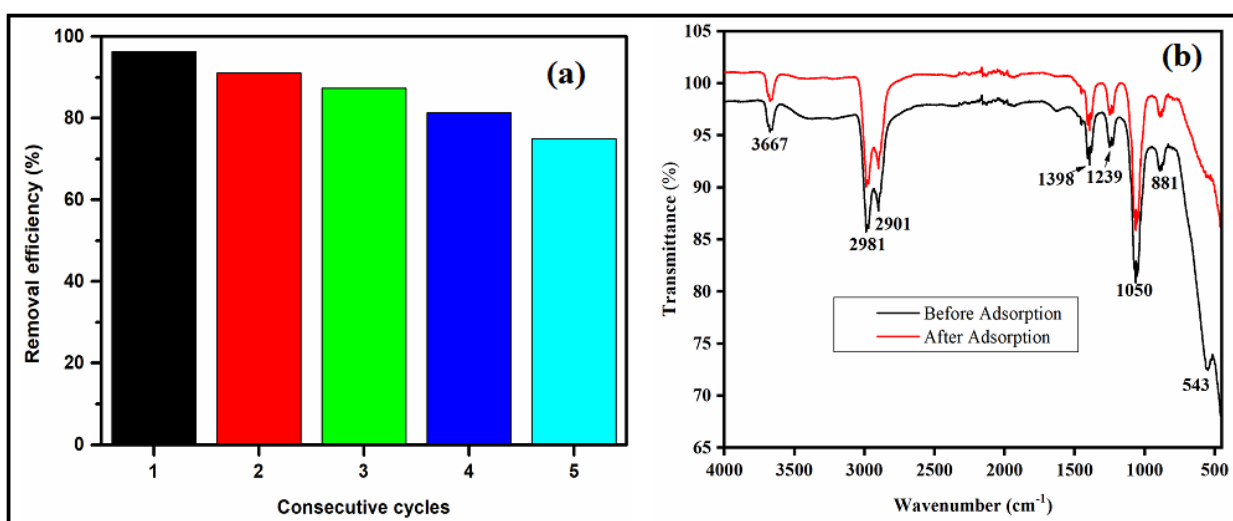 (a)
Removal efficiency (%)
100
80
60
40
20
0
1 2 3 4 5
Consecutive cycles
(b)
Transmittance (%)
105
100
95
90
85
80
75
70
65
3667
2981
2901
1398
1239
1050
881
543
Before Adsorption
After Adsorption
4000 3500 3000 2500 2000 1500 1000 500
Wavenumber (cm⁻¹)